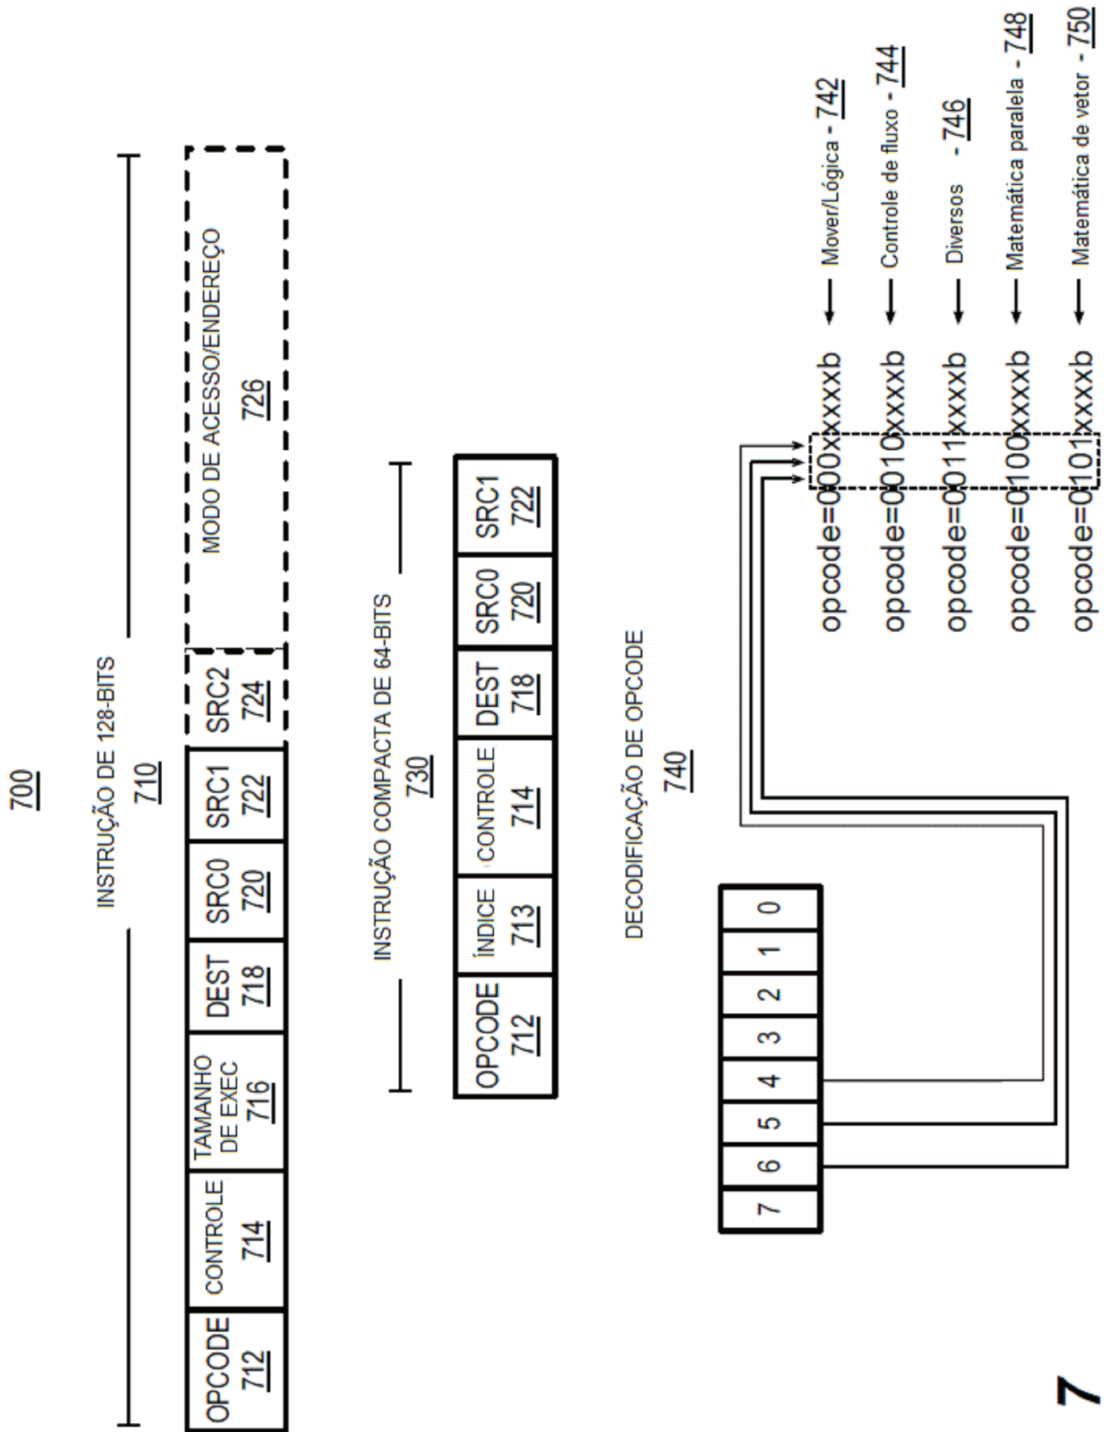 700
INSTRUÇÃO DE 128-BITS
710
OPCODE 712
CONTROLE 714
TAMANHO DE EXEC 716
DEST 718
SRC0 720
SRC1 722
SRC2 724
MODO DE ACESSO/ENDEREÇO 726
INSTRUÇÃO COMPACTA DE 64-BITS
730
OPCODE 712
ÍNDICE 713
CONTROLE 714
DEST 718
SRC0 720
SRC1 722
DECODIFICAÇÃO DE OPCODE
740
7 6 5 4 3 2 1 0
opcode=000xxxxxb Mover/Lógica - 742
opcode=0010xxxxb Controle de fluxo - 744
opcode=0011xxxxb Diversos - 746
opcode=0100xxxxb Matemática paralela - 748
opcode=0101xxxxb Matemática de vetor - 750
7